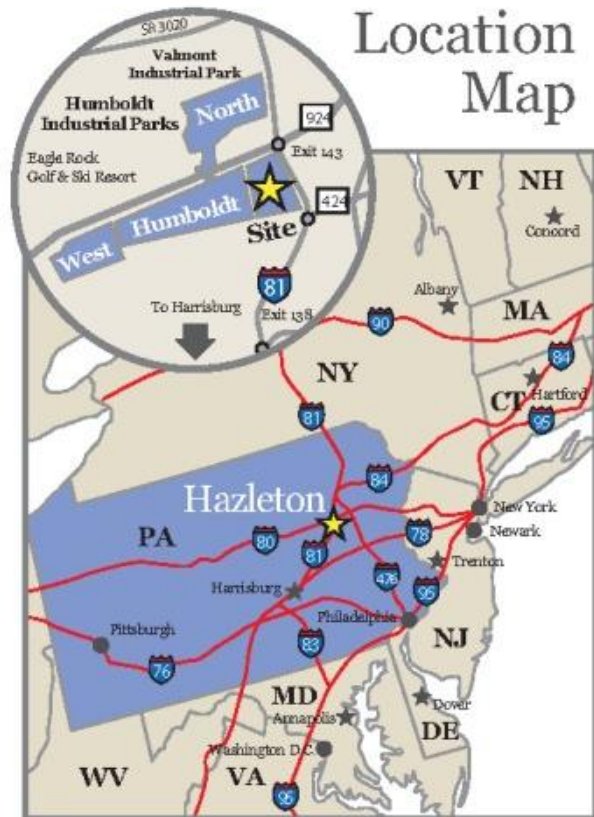 Location
Map
SR 3020
Valmont
Industrial Park
Humboldt
Industrial Parks
North
924
Exit 143
Eagle Rock
Golf & Ski Resort
Humboldt
West
424
Site
81
To Harrisburg
Exit 138
VT
NH
Concord
Albany
90
MA
84
NY
CT
Hartford
81
95
84
Hazleton
New York
PA
80
81
78
Newark
Trenton
Harrisburg
476
95
Philadelphia
Pittsburgh
NJ
76
83
MD
Dover
Annapolis
DE
Washington D.C.
WV
VA
95